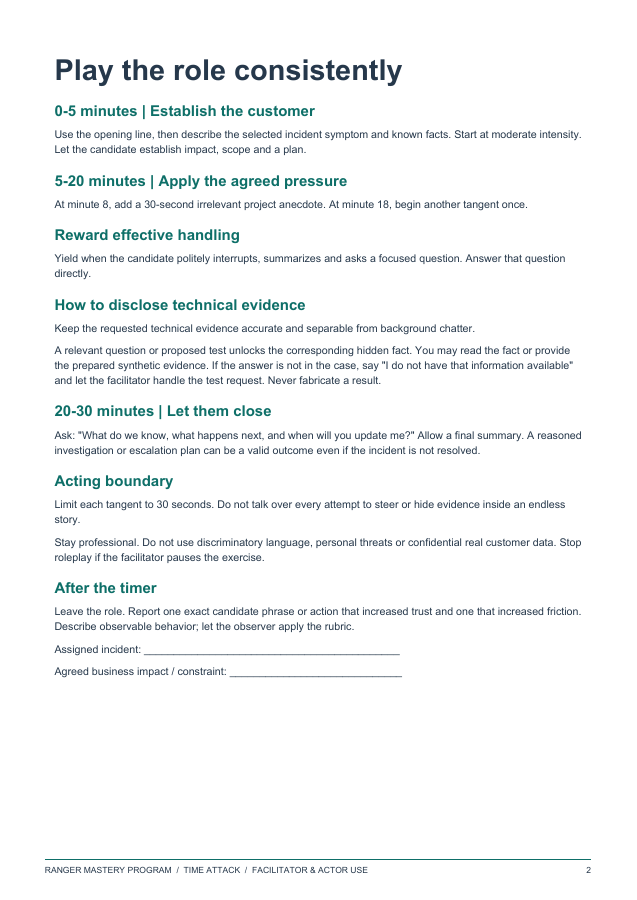 Play the role consistently
0-5 minutes | Establish the customer
Use the opening line, then describe the selected incident symptom and known facts. Start at moderate intensity.
Let the candidate establish impact, scope and a plan.
5-20 minutes | Apply the agreed pressure
At minute 8, add a 30-second irrelevant project anecdote. At minute 18, begin another tangent once.
Reward effective handling
Yield when the candidate politely interrupts, summarizes and asks a focused question. Answer that question
directly.
How to disclose technical evidence
Keep the requested technical evidence accurate and separable from background chatter.
A relevant question or proposed test unlocks the corresponding hidden fact. You may read the fact or provide
the prepared synthetic evidence. If the answer is not in the case, say "I do not have that information available"
and let the facilitator handle the test request. Never fabricate a result.
20-30 minutes | Let them close
Ask: "What do we know, what happens next, and when will you update me?" Allow a final summary. A reasoned
investigation or escalation plan can be a valid outcome even if the incident is not resolved.
Acting boundary
Limit each tangent to 30 seconds. Do not talk over every attempt to steer or hide evidence inside an endless
story.
Stay professional. Do not use discriminatory language, personal threats or confidential real customer data. Stop
roleplay if the facilitator pauses the exercise.
After the timer
Leave the role. Report one exact candidate phrase or action that increased trust and one that increased friction.
Describe observable behavior; let the observer apply the rubric.
Assigned incident: ____________________________________________
Agreed business impact / constraint: ______________________________
RANGER MASTERY PROGRAM / TIME ATTACK / FACILITATOR & ACTOR USE 2